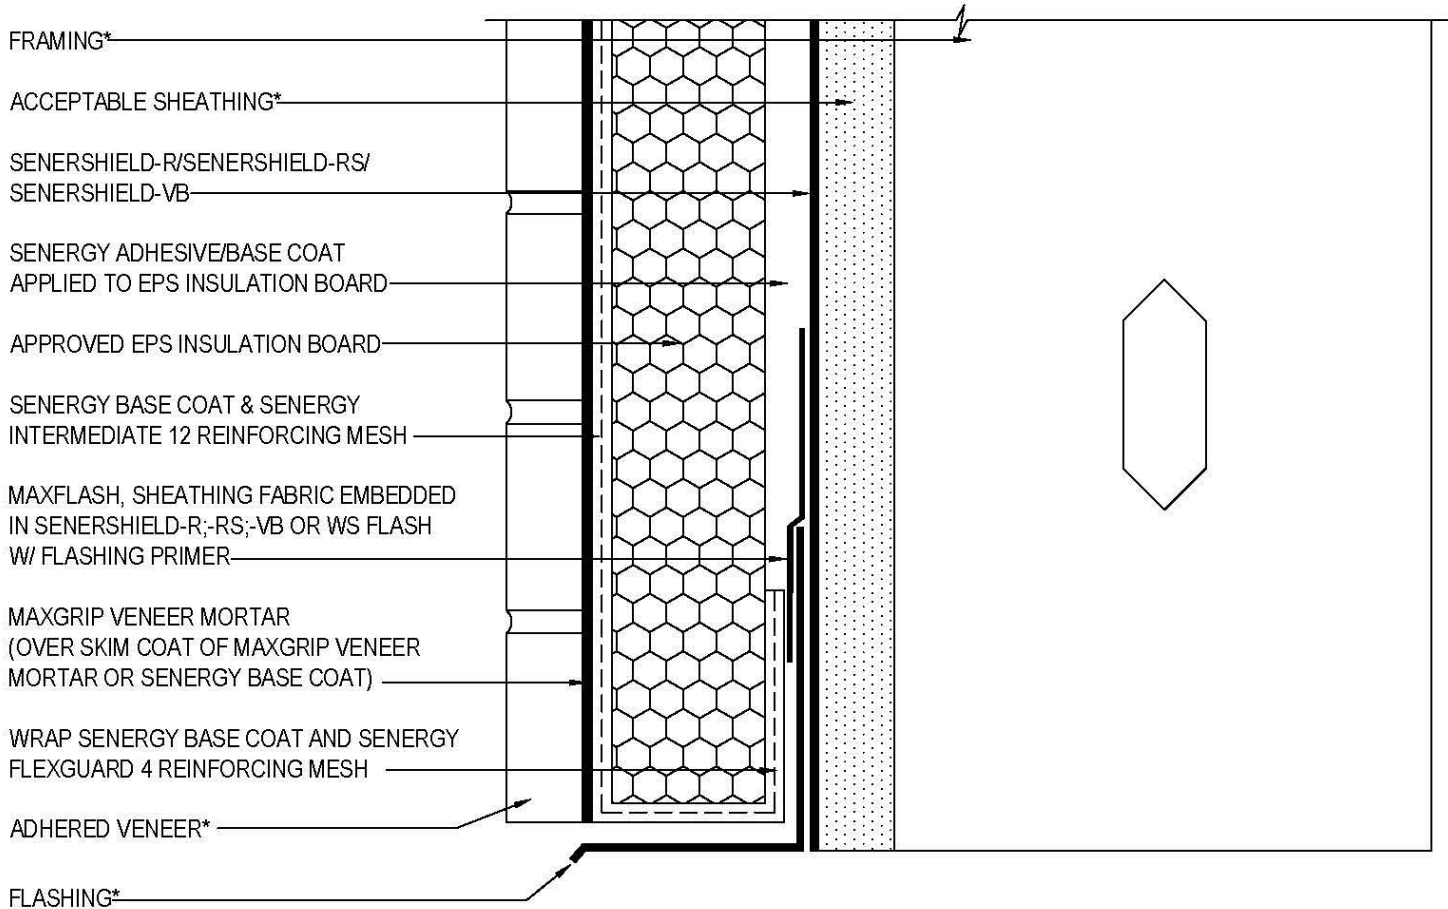 FRAMING*
ACCEPTABLE SHEATHING*
SENERSHIELD-R/SENERSHIELD-RS/
SENERSHIELD-VB
SENERGY ADHESIVE/BASE COAT
APPLIED TO EPS INSULATION BOARD
APPROVED EPS INSULATION BOARD
SENERGY BASE COAT & SENERGY
INTERMEDIATE 12 REINFORCING MESH
MAXFLASH, SHEATHING FABRIC EMBEDDED
IN SENERSHIELD-R;-RS;-VB OR WS FLASH
W/ FLASHING PRIMER
MAXGRIP VENEER MORTAR
(OVER SKIM COAT OF MAXGRIP VENEER
MORTAR OR SENERGY BASE COAT)
WRAP SENERGY BASE COAT AND SENERGY
FLEXGUARD 4 REINFORCING MESH
ADHERED VENEER*
FLASHING*